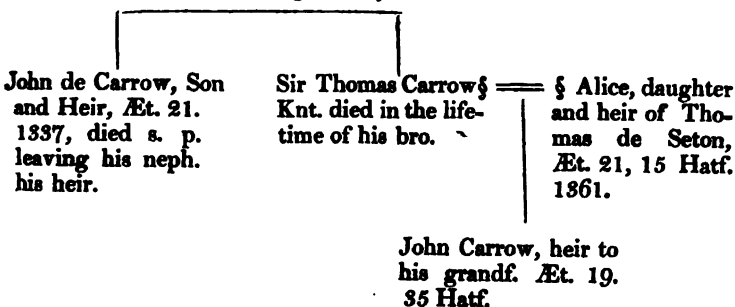 John de Carrow, Son
and Heir, Æt. 21.
1337, died s. p.
leaving his neph.
his heir.
Sir Thomas Carrow§
Knt. died in the life-
time of his bro.
§ Alice, daughter
and heir of Tho-
mas de Seton,
Æt. 21, 15 Hatf.
1361.
John Carrow, heir to
his grandf. Æt. 19.
35 Hatf.